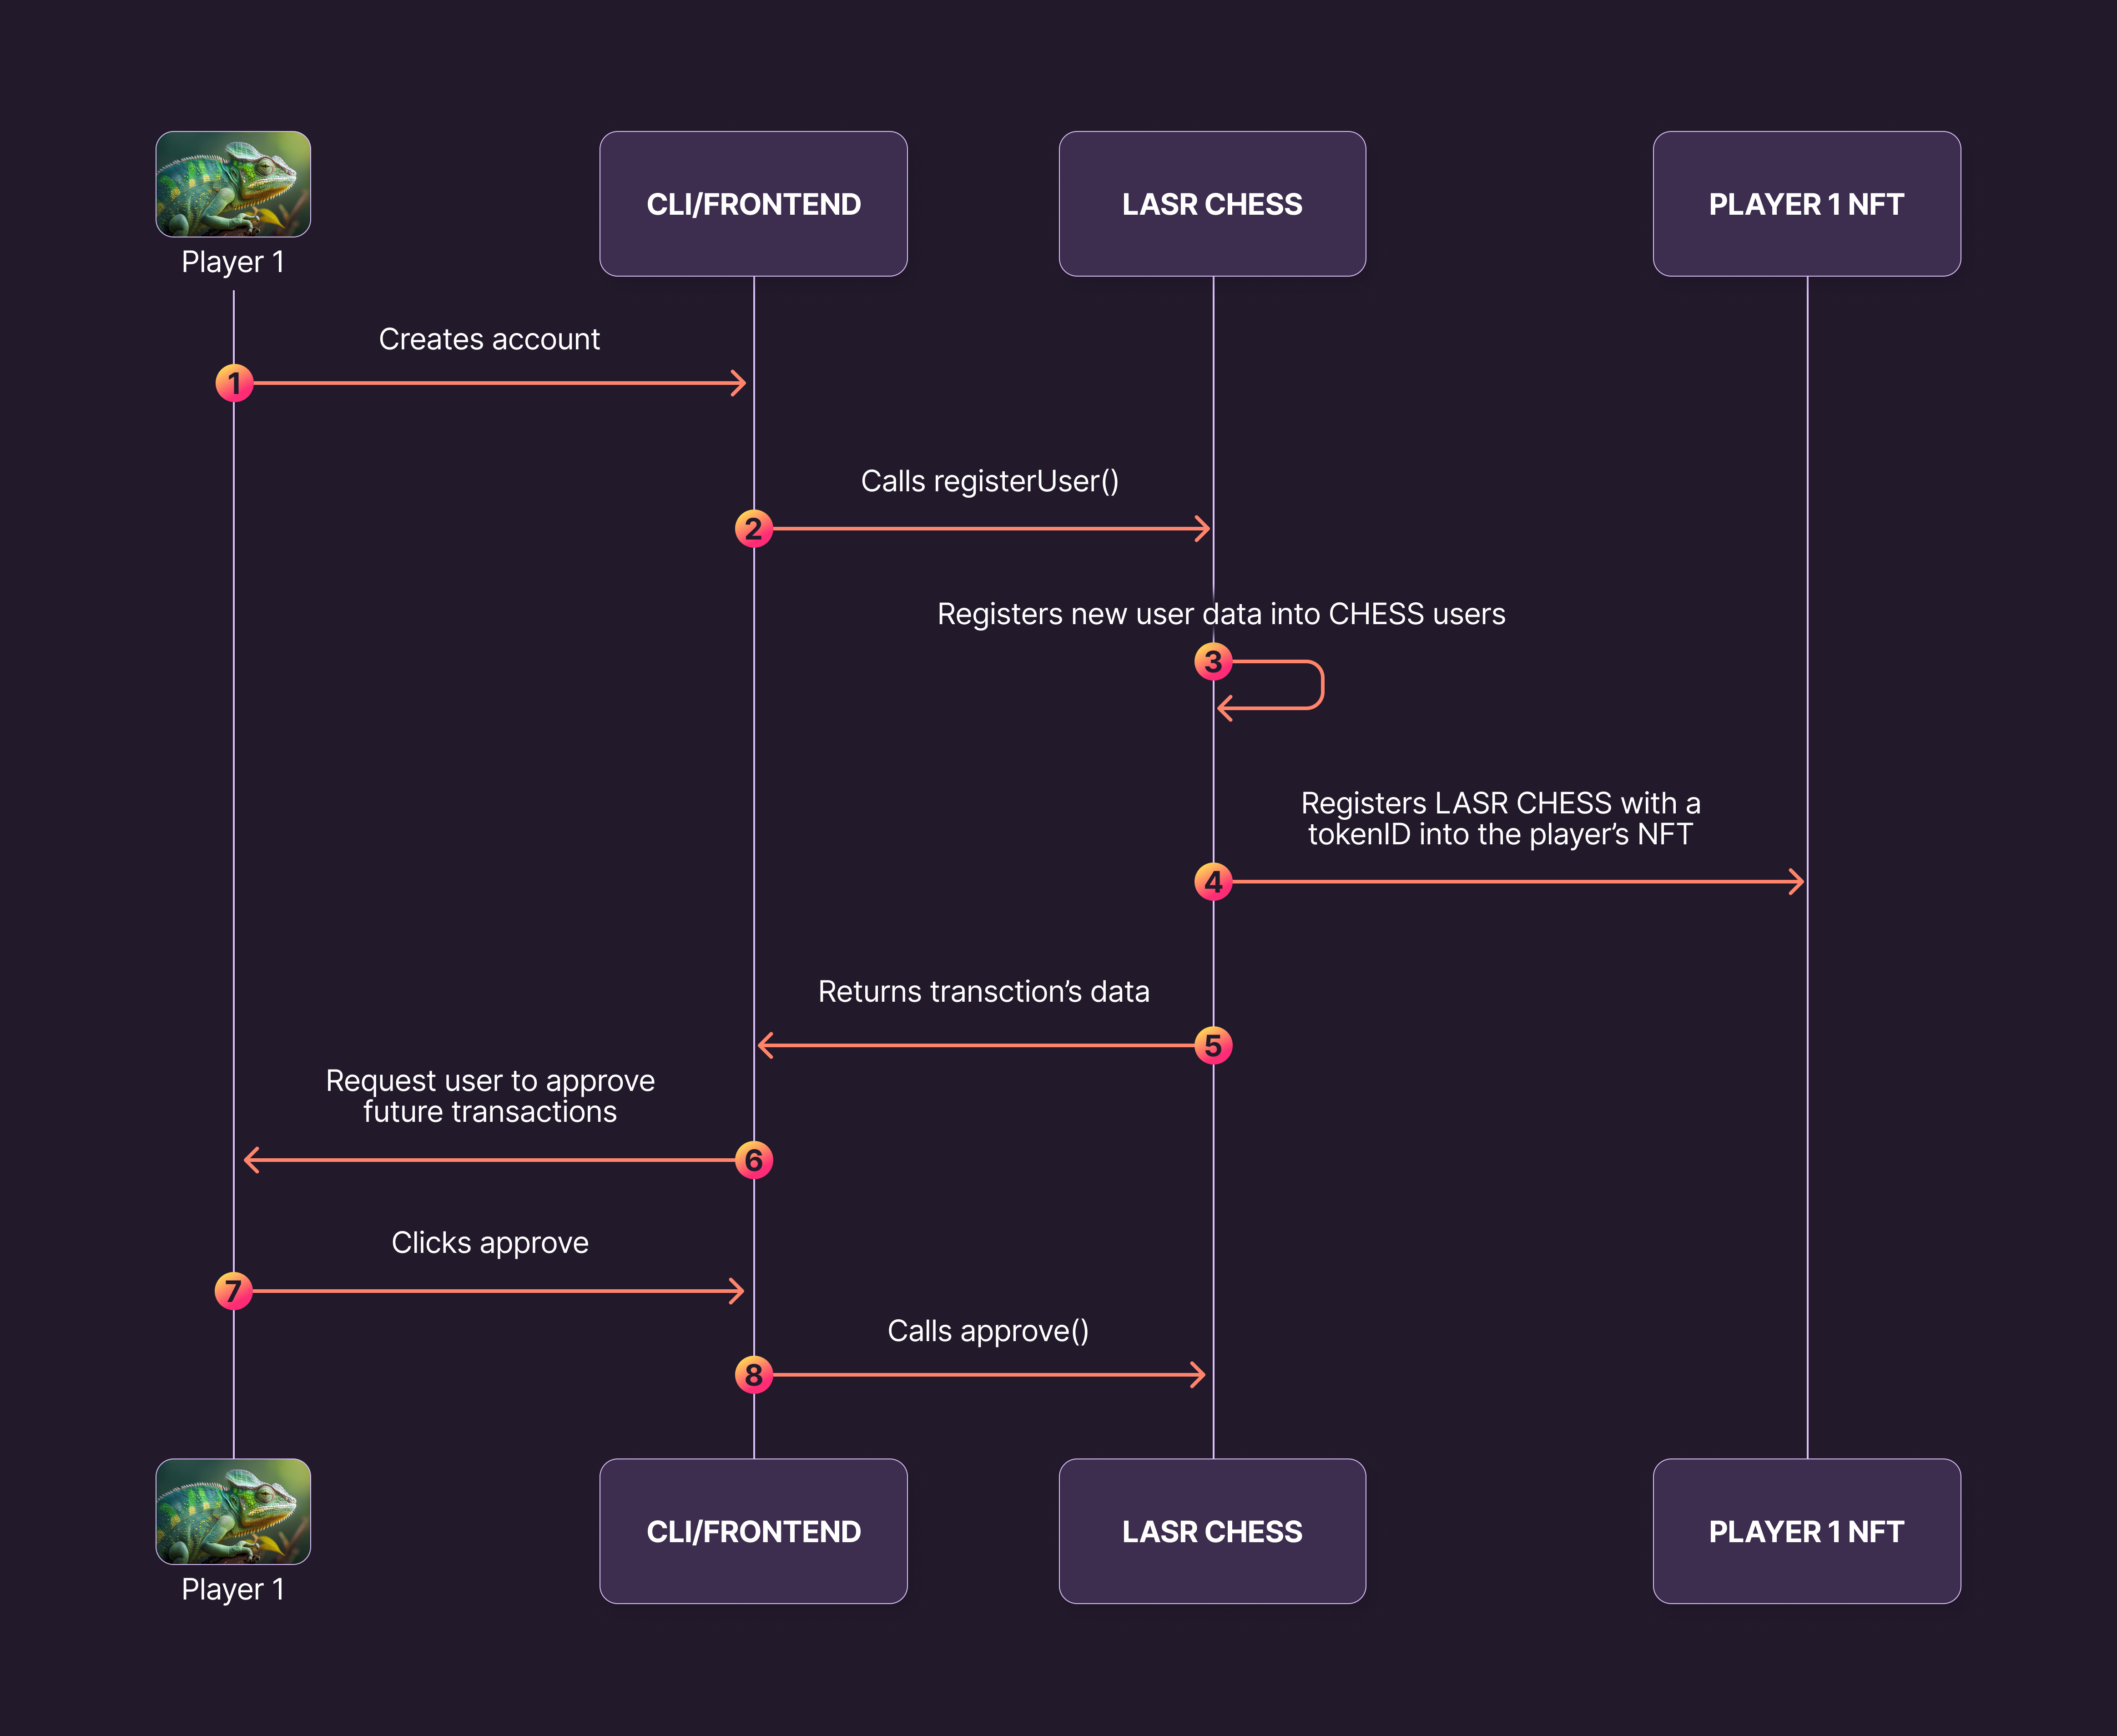 Player 1
CLI/FRONTEND
LASR CHESS
PLAYER 1 NFT
Creates account
1
Calls registerUser()
2
Registers new user data into CHESS users
3
Registers LASR CHESS with a
tokenID into the player’s NFT
4
Returns transction’s data
5
Request user to approve
future transactions
6
Clicks approve
7
Calls approve()
8
CLI/FRONTEND
LASR CHESS
PLAYER 1 NFT
Player 1